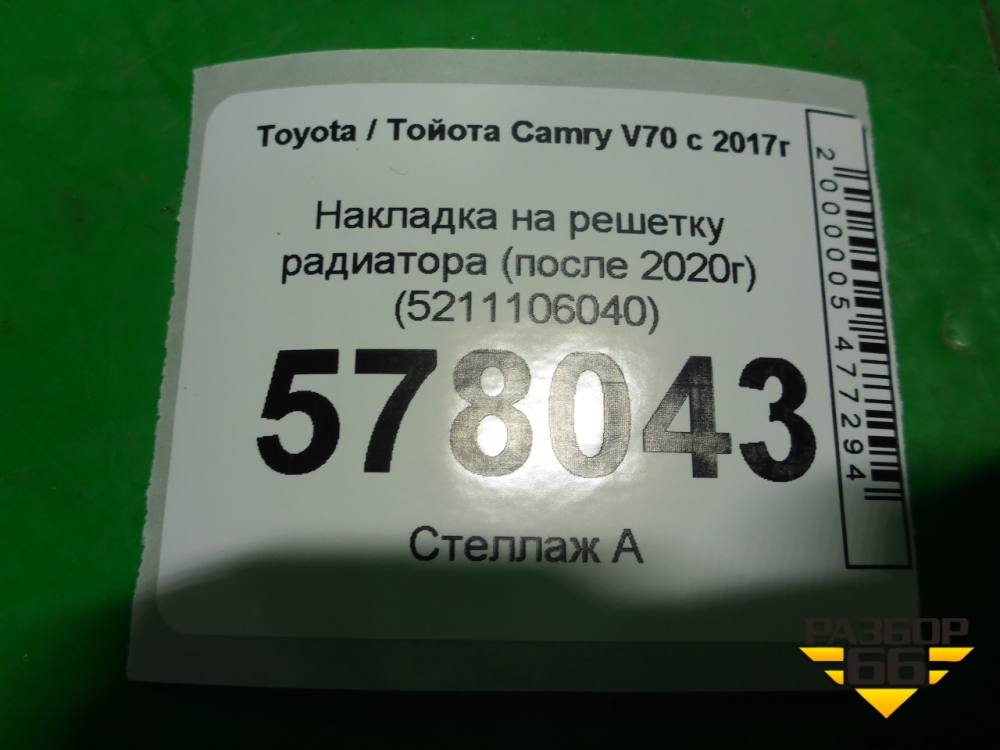 Toyota / Тойота Camry V70 с 2017г
Накладка на решетку
радиатора (после 2020г)
(5211106040)
578043
Стеллаж А
2000005477294
РАЗБОР
66